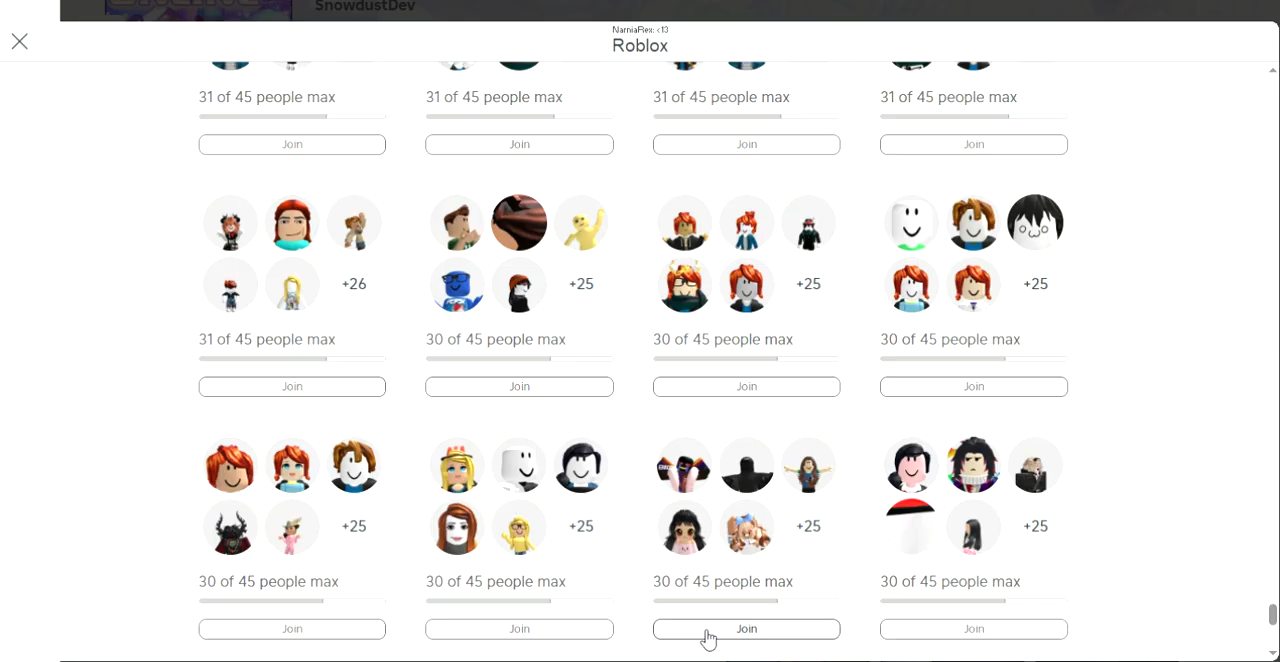 SnowdustDev
NarniaRex: <13
Roblox
31 of 45 people max
31 of 45 people max
31 of 45 people max
31 of 45 people max
Join
Join
Join
Join
+26
+25
+25
+25
31 of 45 people max
30 of 45 people max
30 of 45 people max
30 of 45 people max
Join
Join
Join
Join
+25
+25
+25
+25
30 of 45 people max
30 of 45 people max
30 of 45 people max
30 of 45 people max
Join
Join
Join
Join